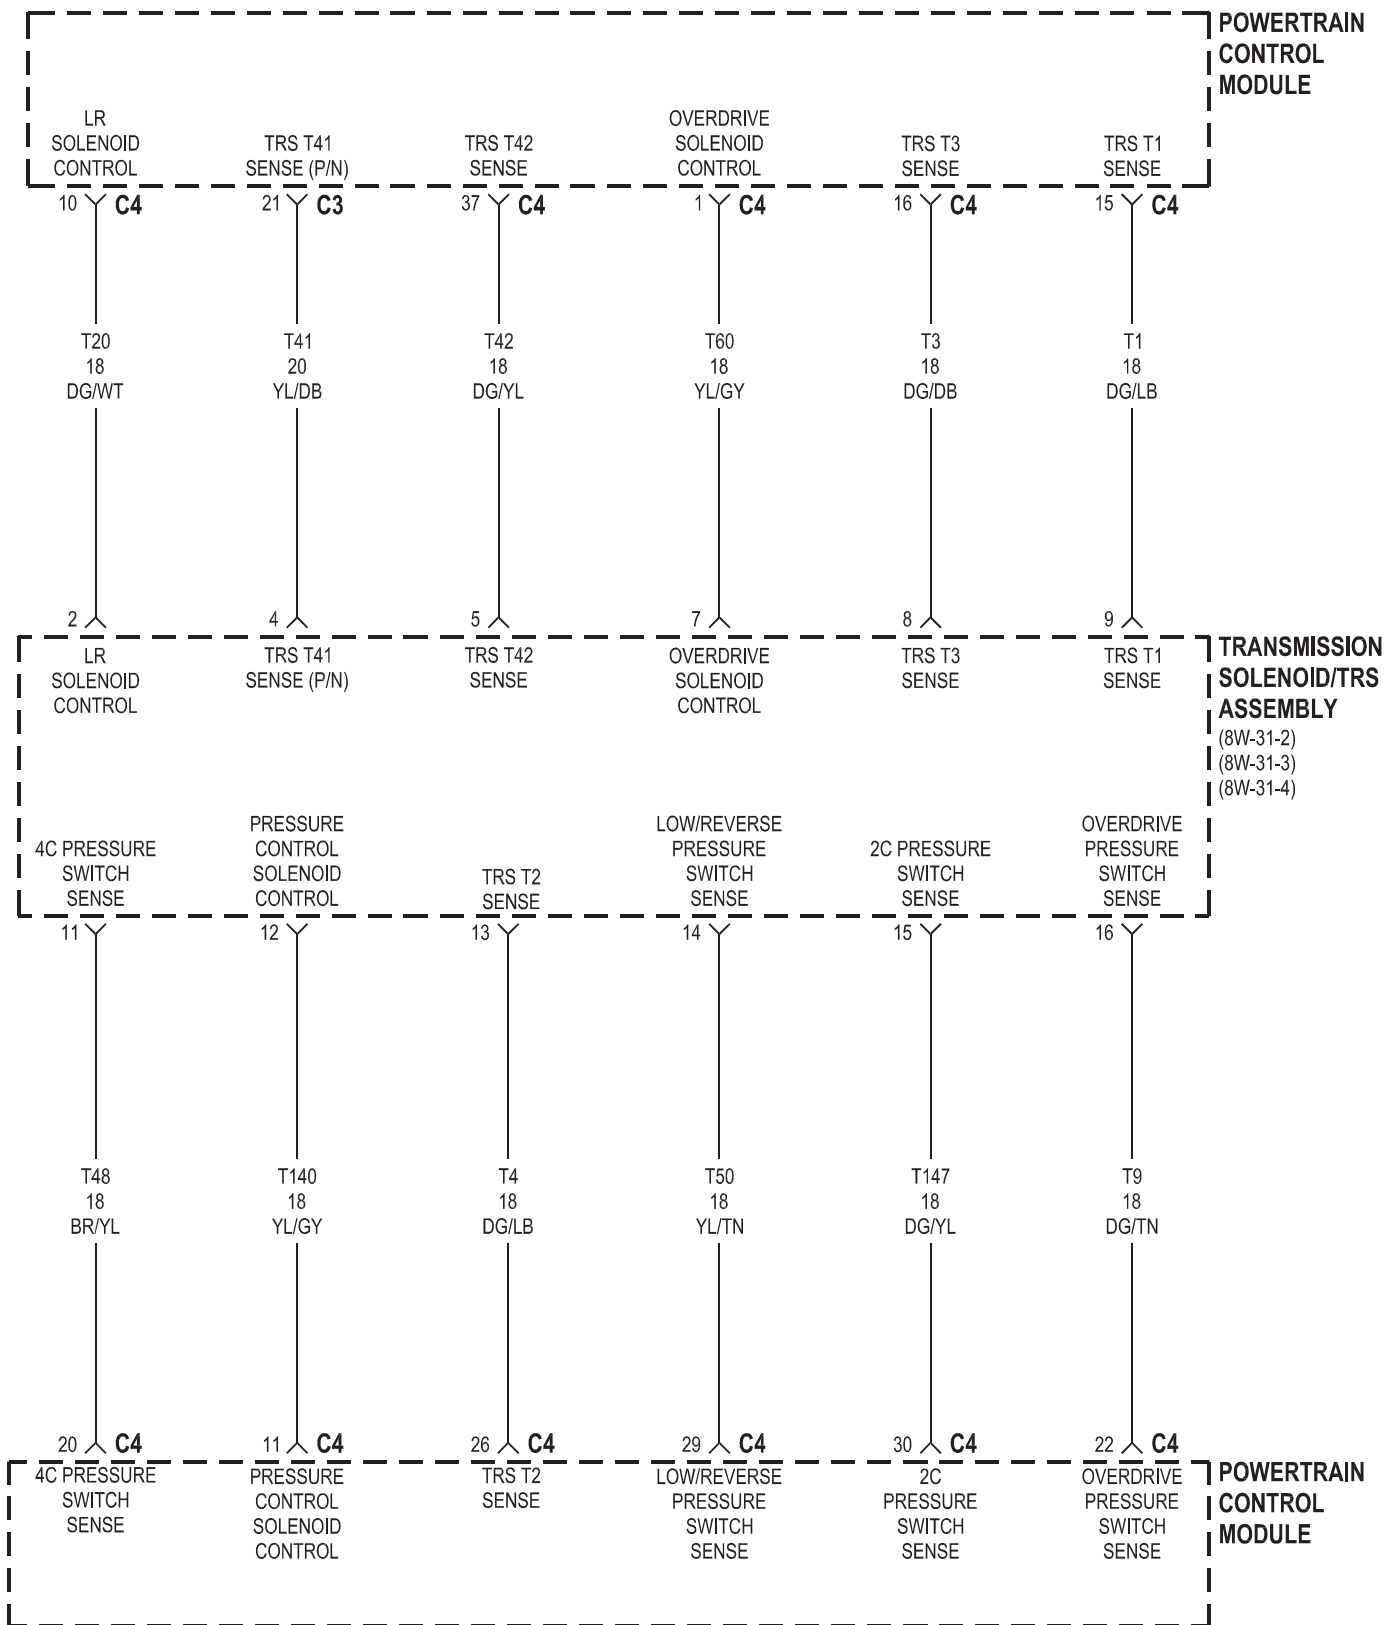 POWERTRAIN
CONTROL
MODULE
LR
SOLENOID
CONTROL
TRS T41
SENSE (P/N)
TRS T42
SENSE
OVERDRIVE
SOLENOID
CONTROL
TRS T3
SENSE
TRS T1
SENSE
10 C4
21 C3
37 C4
1 C4
16 C4
15 C4
T20
18
DG/WT
T41
20
YL/DB
T42
18
DG/YL
T60
18
YL/GY
T3
18
DG/DB
T1
18
DG/LB
2
4
5
7
8
9
TRANSMISSION
SOLENOID/TRS
ASSEMBLY
(8W-31-2)
(8W-31-3)
(8W-31-4)
LR
SOLENOID
CONTROL
TRS T41
SENSE (P/N)
TRS T42
SENSE
OVERDRIVE
SOLENOID
CONTROL
TRS T3
SENSE
TRS T1
SENSE
4C PRESSURE
SWITCH
SENSE
PRESSURE
CONTROL
SOLENOID
CONTROL
TRS T2
SENSE
LOW/REVERSE
PRESSURE
SWITCH
SENSE
2C PRESSURE
SWITCH
SENSE
OVERDRIVE
PRESSURE
SWITCH
SENSE
11
12
13
14
15
16
T48
18
BR/YL
T140
18
YL/GY
T4
18
DG/LB
T50
18
YL/TN
T147
18
DG/YL
T9
18
DG/TN
20 C4
11 C4
26 C4
29 C4
30 C4
22 C4
4C PRESSURE
SWITCH
SENSE
PRESSURE
CONTROL
SOLENOID
CONTROL
TRS T2
SENSE
LOW/REVERSE
PRESSURE
SWITCH
SENSE
2C
PRESSURE
SWITCH
SENSE
OVERDRIVE
PRESSURE
SWITCH
SENSE
POWERTRAIN
CONTROL
MODULE